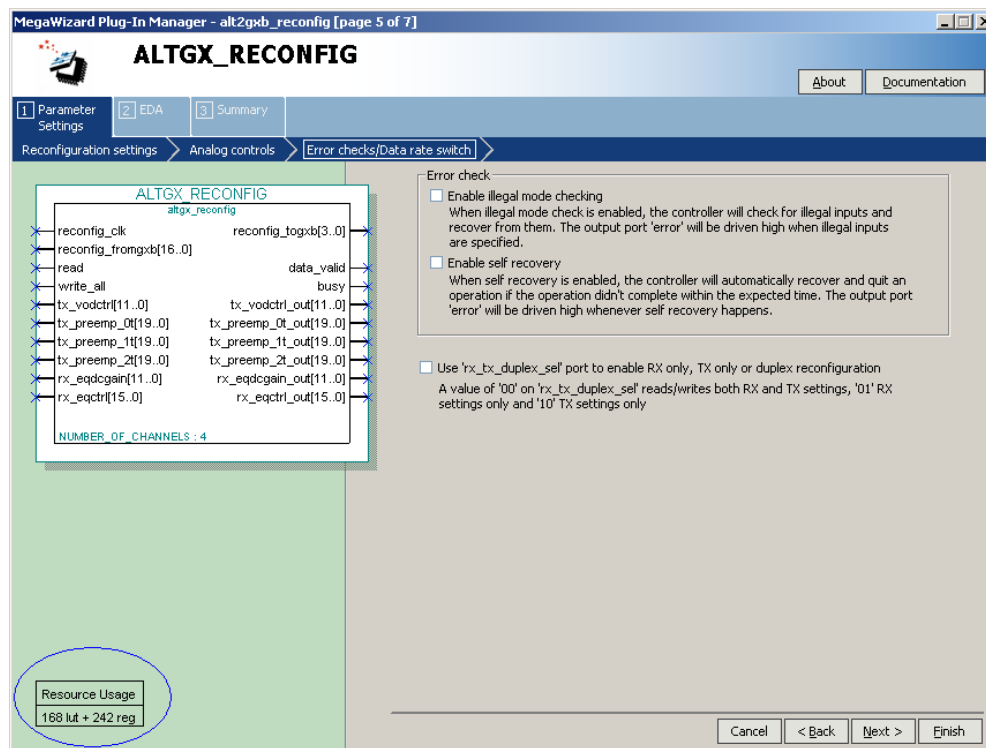 MegaWizard Plug-In Manager - alt2gxb_reconfig [page 5 of 7]
ALTGX_RECONFIG
About
Documentation
1 Parameter Settings
2 EDA
3 Summary
Reconfiguration settings
Analog controls
Error checks/Data rate switch
ALTGX_RECONFIG
altgx_reconfig
reconfig_clk
reconfig_togxb[3..0]
reconfig_fromgxb[16..0]
read
data_valid
write_all
busy
tx_vodctrl[11..0]
tx_vodctrl_out[11..0]
tx_preemp_0t[19..0]
tx_preemp_0t_out[19..0]
tx_preemp_1t[19..0]
tx_preemp_1t_out[19..0]
tx_preemp_2t[19..0]
tx_preemp_2t_out[19..0]
rx_eqdcgain[11..0]
rx_eqdcgain_out[11..0]
rx_eqctrl[15..0]
rx_eqctrl_out[15..0]
NUMBER_OF_CHANNELS : 4
Error check
Enable illegal mode checking
When illegal mode check is enabled, the controller will check for illegal inputs and
recover from them. The output port 'error' will be driven high when illegal inputs
are specified.
Enable self recovery
When self recovery is enabled, the controller will automatically recover and quit an
operation if the operation didn't complete within the expected time. The output port
'error' will be driven high whenever self recovery happens.
Use 'rx_tx_duplex_sel' port to enable RX only, TX only or duplex reconfiguration
A value of '00' on 'rx_tx_duplex_sel' reads/writes both RX and TX settings, '01' RX
settings only and '10' TX settings only
Resource Usage
168 lut + 242 reg
Cancel
< Back
Next >
Finish